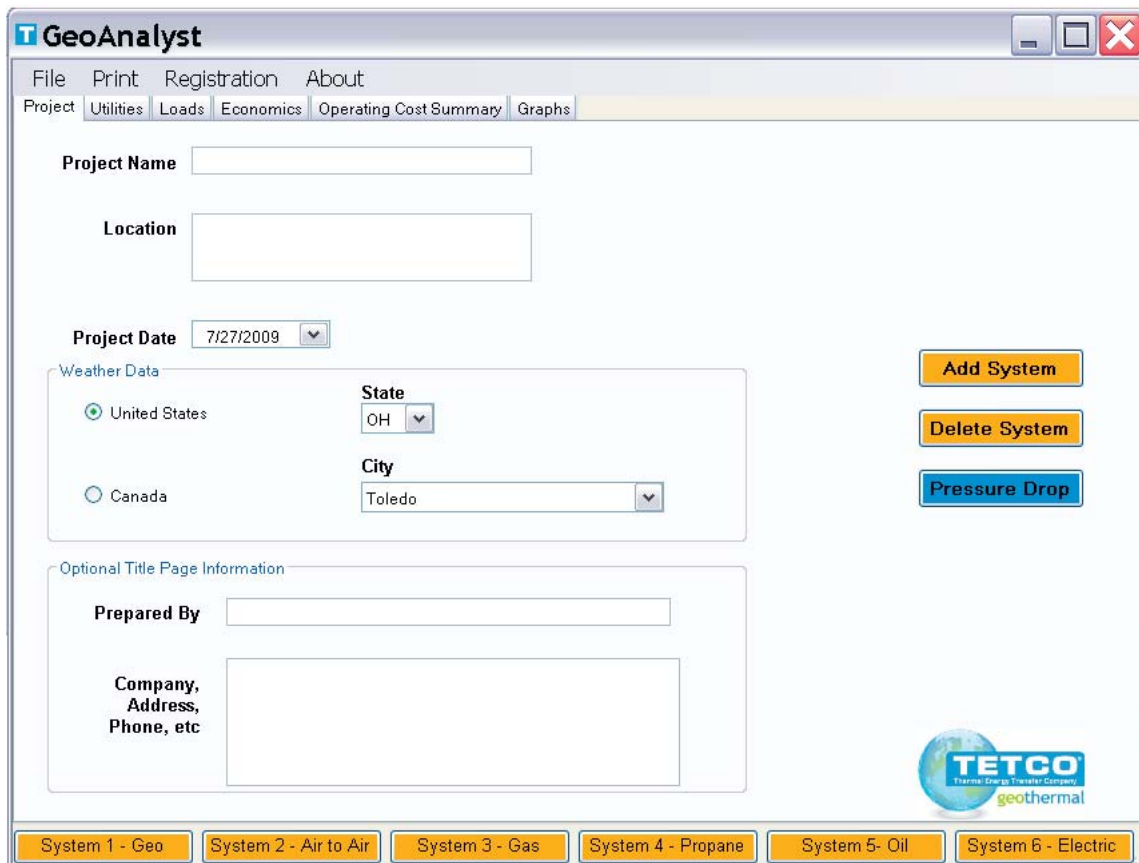 T GeoAnalyst
File Print Registration About
Project Utilities Loads Economics Operating Cost Summary Graphs
Project Name
Location
Project Date 7/27/2009
Weather Data
United States
State
OH
Canada
City
Toledo
Add System
Delete System
Pressure Drop
Optional Title Page Information
Prepared By
Company,
Address,
Phone, etc
TETCO
Thermal Energy Transfer Company
geothermal
System 1 - Geo System 2 - Air to Air System 3 - Gas System 4 - Propane System 5- Oil System 6 - Electric